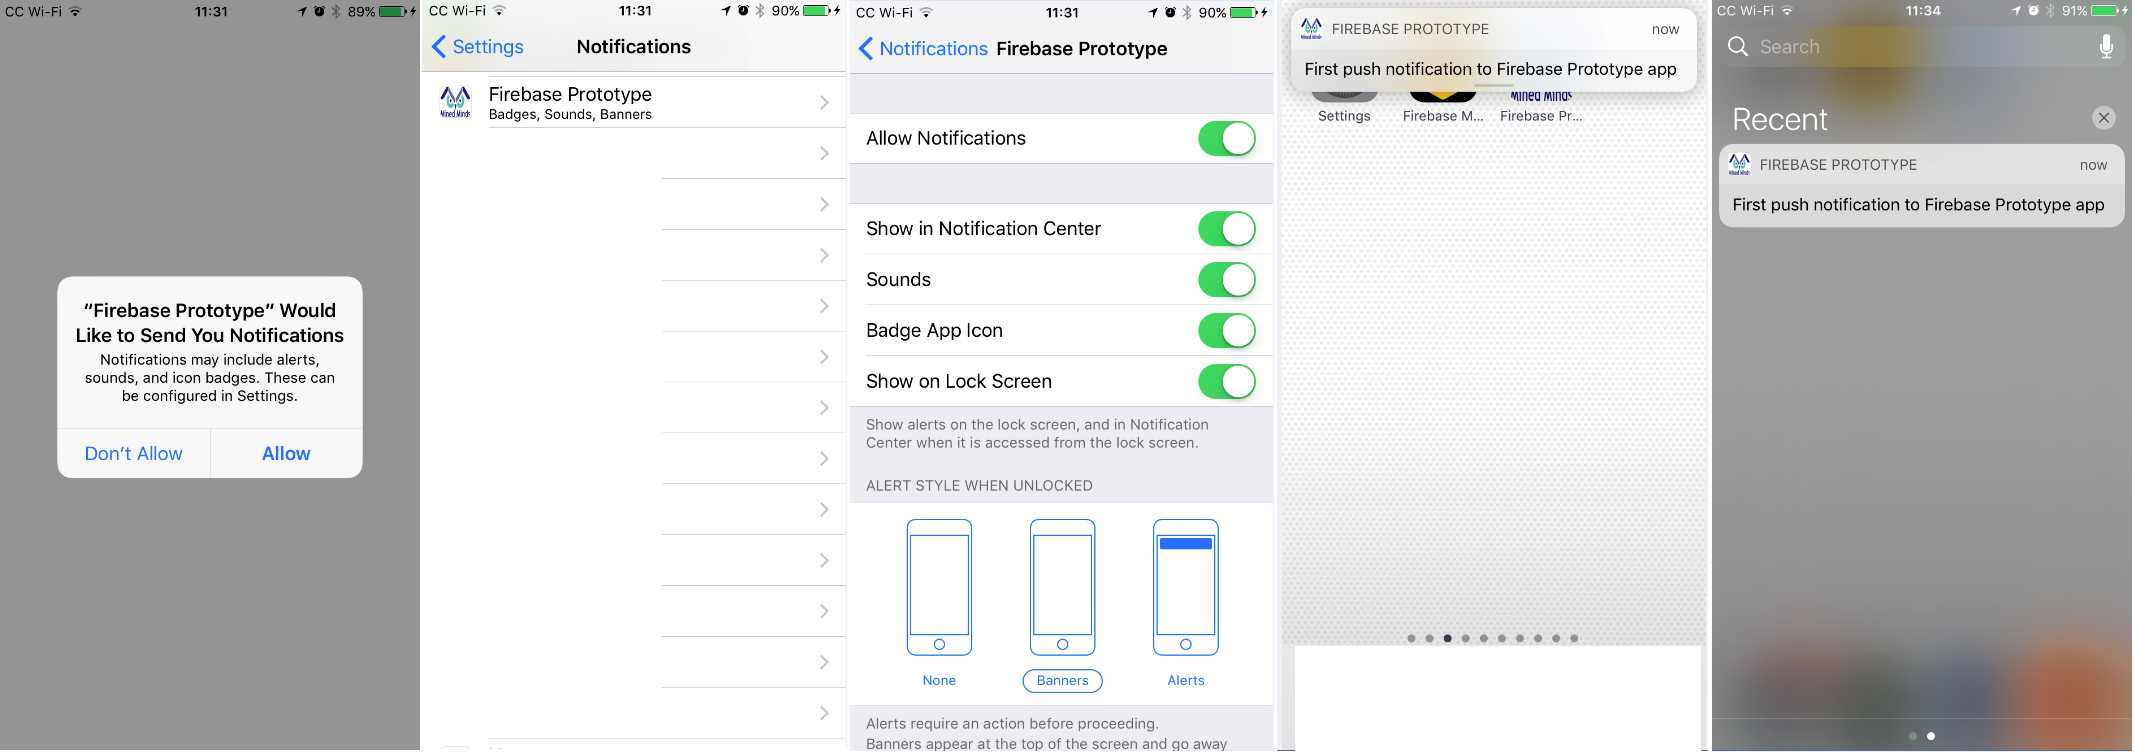 CC Wi-Fi 11:31 89%
"Firebase Prototype" Would
Like to Send You Notifications
Notifications may include alerts,
sounds, and icon badges. These can
be configured in Settings.
Don't Allow Allow
CC Wi-Fi 11:31 90%
Settings Notifications
Mined Minds
Firebase Prototype
Badges, Sounds, Banners
CC Wi-Fi 11:31 90%
Notifications Firebase Prototype
Allow Notifications
Show in Notification Center
Sounds
Badge App Icon
Show on Lock Screen
Show alerts on the lock screen, and in Notification
Center when it is accessed from the lock screen.
ALERT STYLE WHEN UNLOCKED
None Banners Alerts
Alerts require an action before proceeding.
Banners appear at the top of the screen and go away
Mined Minds
FIREBASE PROTOTYPE now
First push notification to Firebase Prototype app
Mined Minds
Settings Firebase M... Firebase Pr...
CC Wi-Fi 11:34 91%
Search
Recent
Mined Minds
FIREBASE PROTOTYPE now
First push notification to Firebase Prototype app